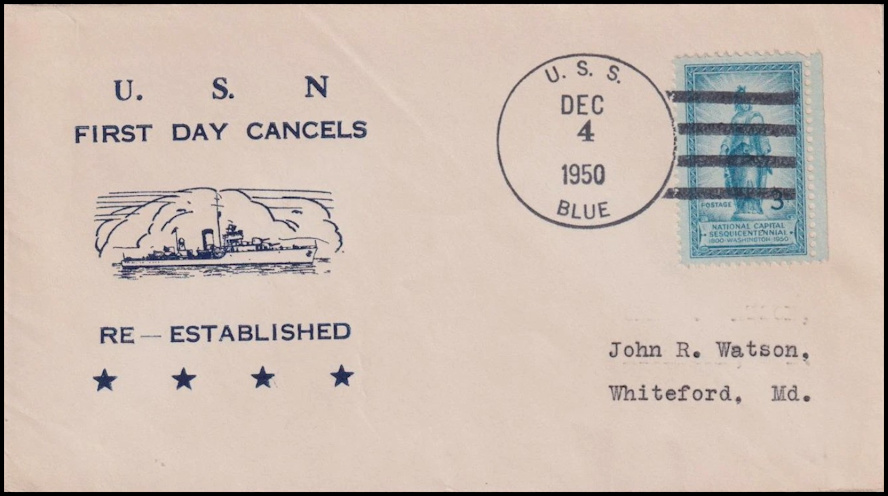 U. S. N
FIRST DAY CANCELS
RE—ESTABLISHED
U. S. S.
DEC
4
1950
BLUE
POSTAGE 3¢
NATIONAL CAPITAL
SESQUICENTENNIAL
1800·WASHINGTON·1950
John R. Watson,
Whiteford, Md.